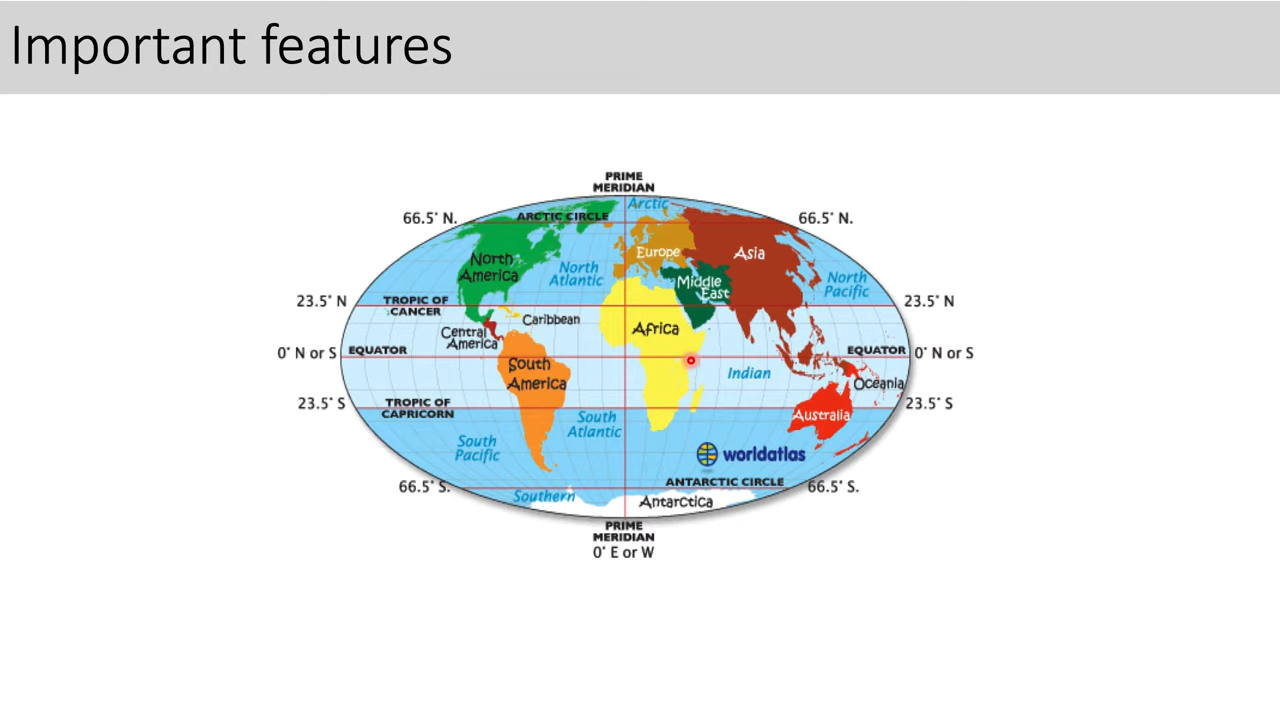 Important features
PRIME
MERIDIAN
Arctic
66.5° N.
ARCTIC CIRCLE
66.5° N.
Europe
Asia
North
America
North
Atlantic
Middle
East
North
Pacific
23.5° N
TROPIC OF
CANCER
23.5° N
Caribbean
Africa
Central
America
0° N or S
EQUATOR
EQUATOR
0° N or S
South
America
Indian
Oceania
23.5° S
TROPIC OF
CAPRICORN
23.5° S
South
Atlantic
Australia
South
Pacific
worldatlas
66.5° S.
ANTARCTIC CIRCLE
66.5° S.
Southern
Antarctica
PRIME
MERIDIAN
0° E or W